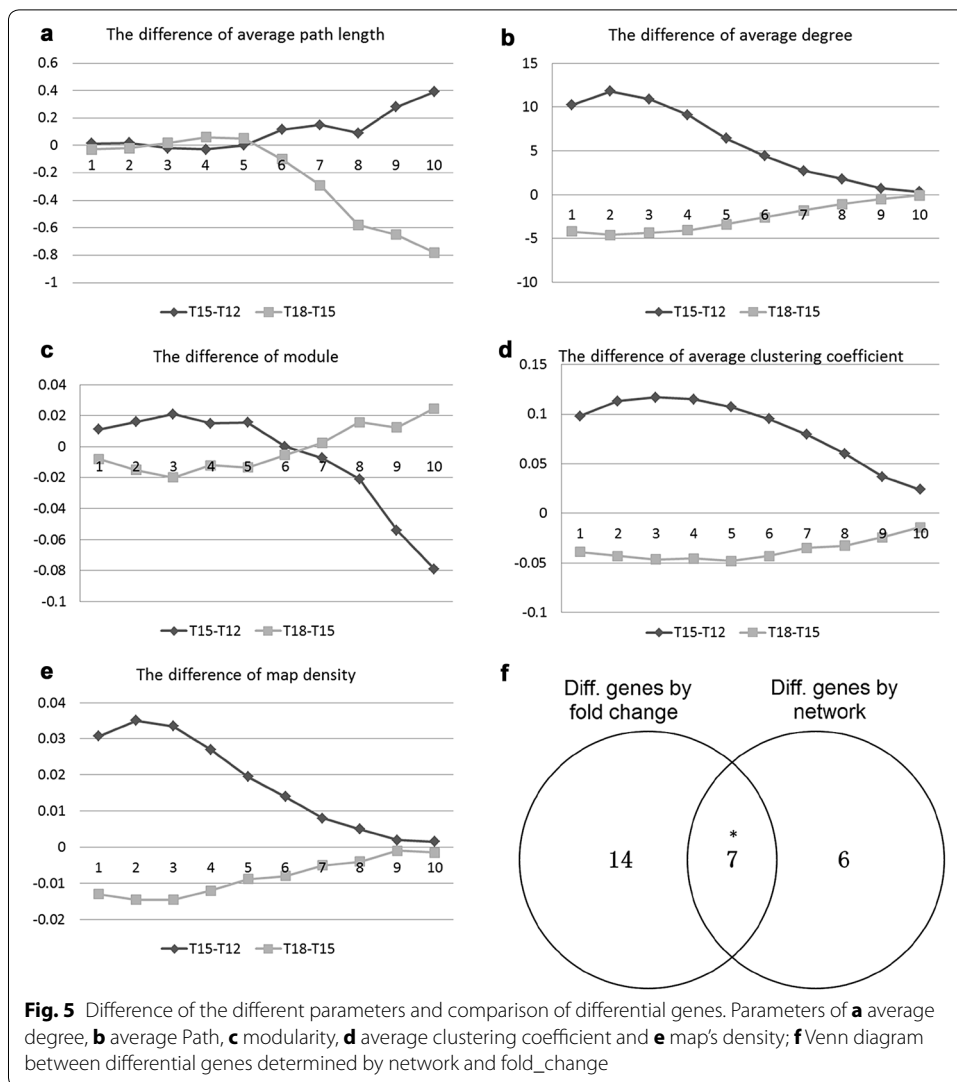 a
The difference of average path length
0.6
0.4
0.2
0
-0.2
-0.4
-0.6
-0.8
-1
1 2 3 4 5 6 7 8 9 10
T15-T12 T18-T15
b
The difference of average degree
15
10
5
0
-5
-10
1 2 3 4 5 6 7 8 9 10
T15-T12 T18-T15
c
The difference of module
0.04
0.02
0
-0.02
-0.04
-0.06
-0.08
-0.1
1 2 3 4 5 6 7 8 9 10
T15-T12 T18-T15
d
The difference of average clustering coefficient
0.15
0.1
0.05
0
-0.05
-0.1
1 2 3 4 5 6 7 8 9 10
T15-T12 T18-T15
e
The difference of map density
0.04
0.03
0.02
0.01
0
-0.01
-0.02
1 2 3 4 5 6 7 8 9 10
T15-T12 T18-T15
f
Diff. genes by
fold change
Diff. genes by
network
*
14 7 6
Fig. 5 Difference of the different parameters and comparison of differential genes. Parameters of a average
degree, b average Path, c modularity, d average clustering coefficient and e map's density; f Venn diagram
between differential genes determined by network and fold_change